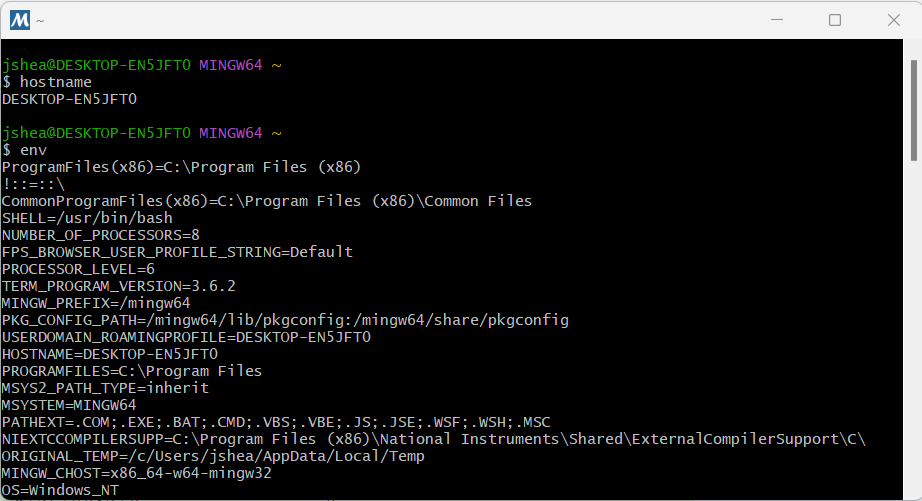 M ~
jshea@DESKTOP-EN5JFTO MINGW64 ~
$ hostname
DESKTOP-EN5JFTO
jshea@DESKTOP-EN5JFTO MINGW64 ~
$ env
ProgramFiles(x86)=C:\Program Files (x86)
!::=::\
CommonProgramFiles(x86)=C:\Program Files (x86)\Common Files
SHELL=/usr/bin/bash
NUMBER_OF_PROCESSORS=8
FPS_BROWSER_USER_PROFILE_STRING=Default
PROCESSOR_LEVEL=6
TERM_PROGRAM_VERSION=3.6.2
MINGW_PREFIX=/mingw64
PKG_CONFIG_PATH=/mingw64/lib/pkgconfig:/mingw64/share/pkgconfig
USERDOMAIN_ROAMINGPROFILE=DESKTOP-EN5JFTO
HOSTNAME=DESKTOP-EN5JFTO
PROGRAMFILES=C:\Program Files
MSYS2_PATH_TYPE=inherit
MSYSTEM=MINGW64
PATHEXT=.COM;.EXE;.BAT;.CMD;.VBS;.VBE;.JS;.JSE;.WSF;.WSH;.MSC
NIEXTCCOMPILERSUPP=C:\Program Files (x86)\National Instruments\Shared\ExternalCompilerSupport\C\
ORIGINAL_TEMP=/c/Users/jshea/AppData/Local/Temp
MINGW_CHOST=x86_64-w64-mingw32
OS=Windows_NT